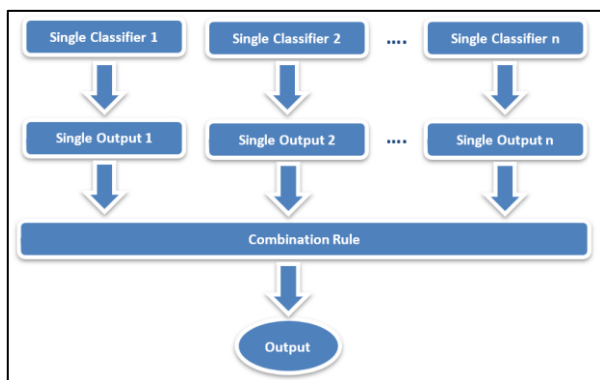 Single Classifier 1
Single Classifier 2
....
Single Classifier n
Single Output 1
Single Output 2
....
Single Output n
Combination Rule
Output